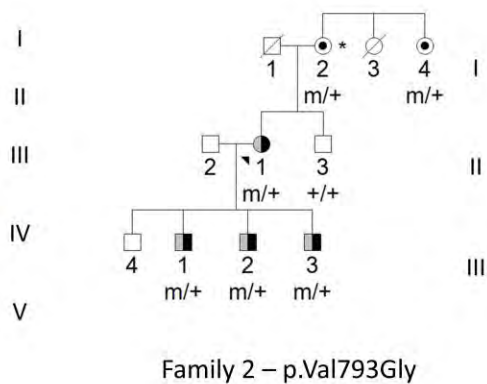 I
1 2 * 3 4 I
m/+ m/+
II
III
2 1 3 II
m/+ +/+
IV
4 1 2 3 III
m/+ m/+ m/+
V
Family 2 – p.Val793Gly